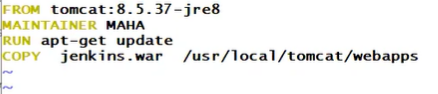 FROM tomcat:8.5.37-jre8
MAINTAINER MAHA
RUN apt-get update
COPY  jenkins.war  /usr/local/tomcat/webapps
~
~